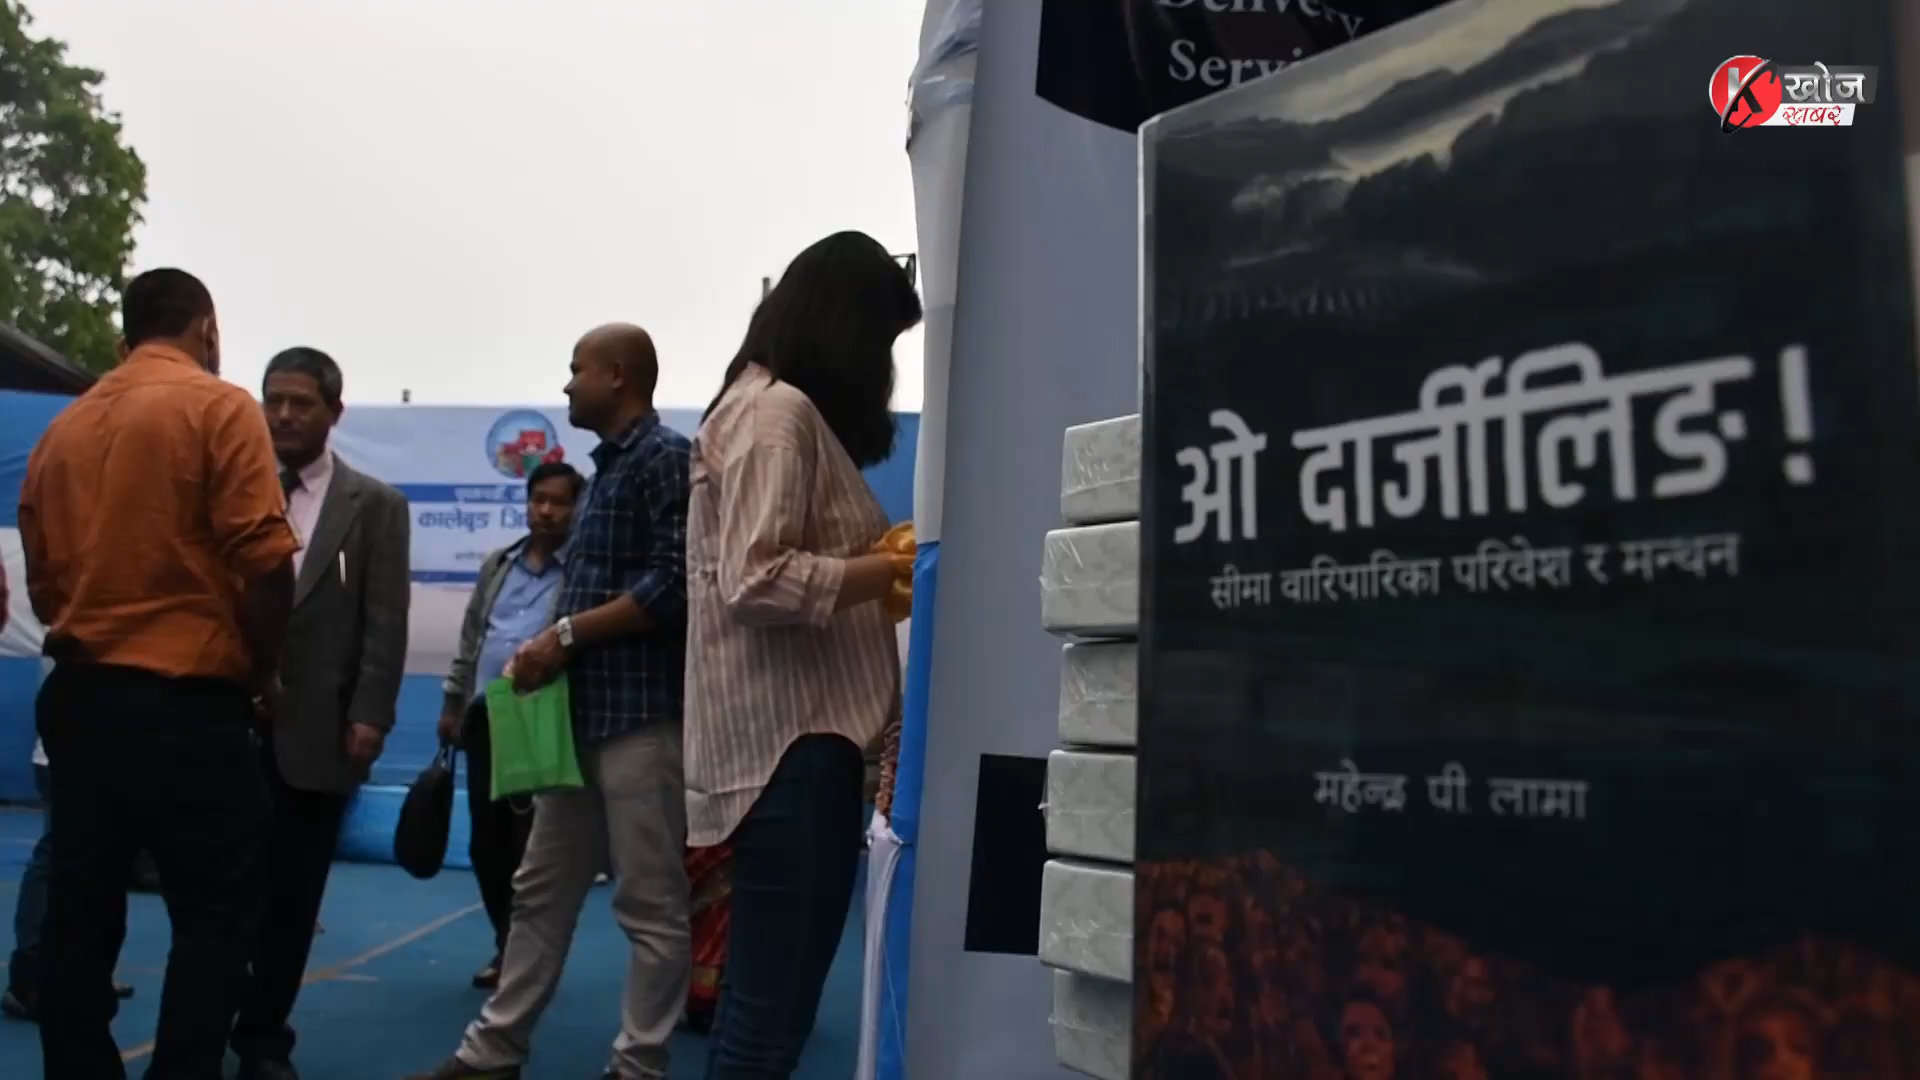 Delivery
Servi
खोज
खबर
ओ दार्जीलिङ !
सीमा वारिपारिका परिवेश र मन्थन
महेन्द्र पी. लामा
कालेबुङ जि